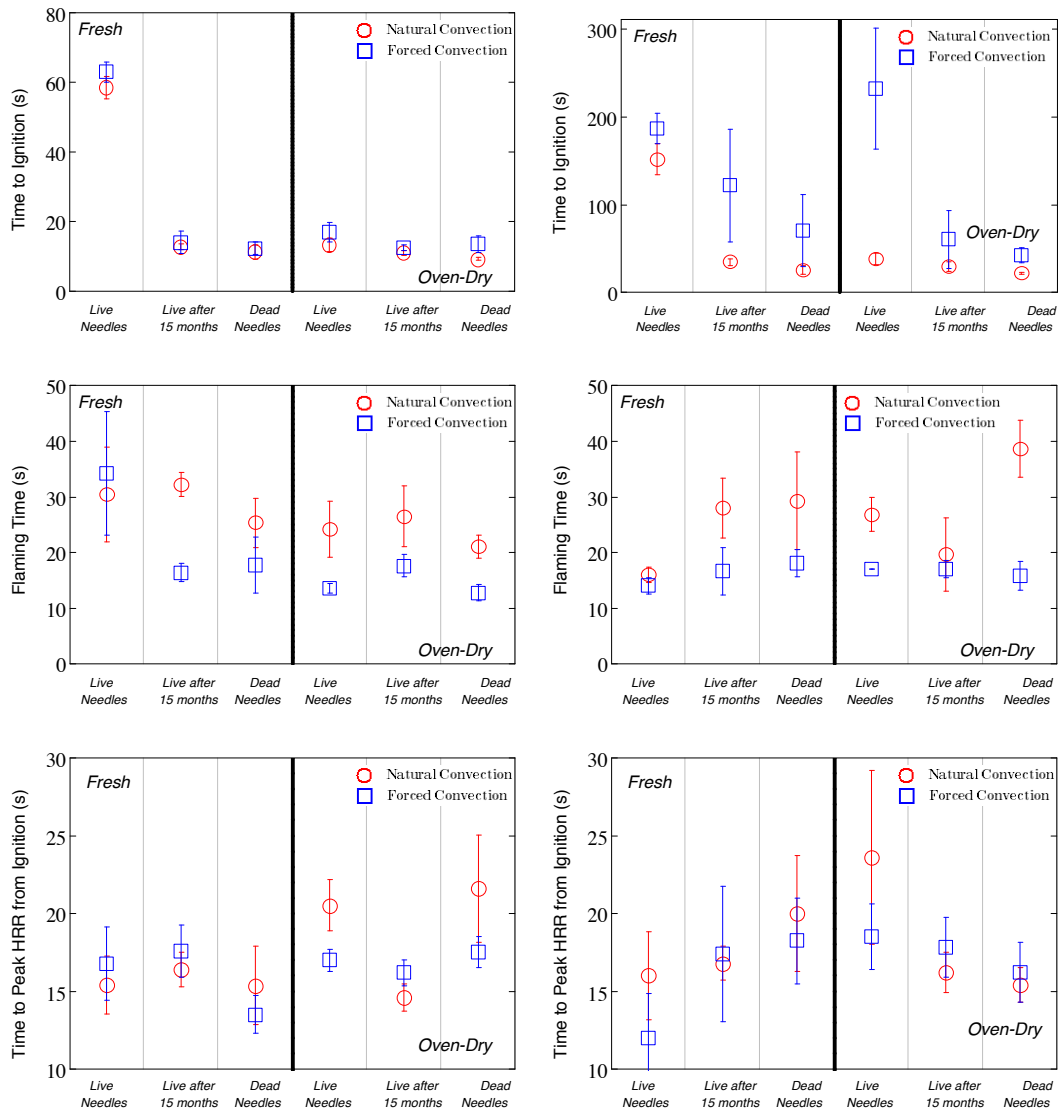 Fresh
Natural Convection
Forced Convection
80
60
40
20
0
Time to Ignition (s)
Oven-Dry
Live Needles
Live after 15 months
Dead Needles
Live Needles
Live after 15 months
Dead Needles
Fresh
Natural Convection
Forced Convection
300
200
100
0
Time to Ignition (s)
Oven-Dry
Live Needles
Live after 15 months
Dead Needles
Live Needles
Live after 15 months
Dead Needles
Fresh
Natural Convection
Forced Convection
50
40
30
20
10
0
Flaming Time (s)
Oven-Dry
Live Needles
Live after 15 months
Dead Needles
Live Needles
Live after 15 months
Dead Needles
Fresh
Natural Convection
Forced Convection
50
40
30
20
10
0
Flaming Time (s)
Oven-Dry
Live Needles
Live after 15 months
Dead Needles
Live Needles
Live after 15 months
Dead Needles
Fresh
Natural Convection
Forced Convection
30
25
20
15
10
Time to Peak HRR from Ignition (s)
Oven-Dry
Live Needles
Live after 15 months
Dead Needles
Live Needles
Live after 15 months
Dead Needles
Fresh
Natural Convection
Forced Convection
30
25
20
15
10
Time to Peak HRR from Ignition (s)
Oven-Dry
Live Needles
Live after 15 months
Dead Needles
Live Needles
Live after 15 months
Dead Needles